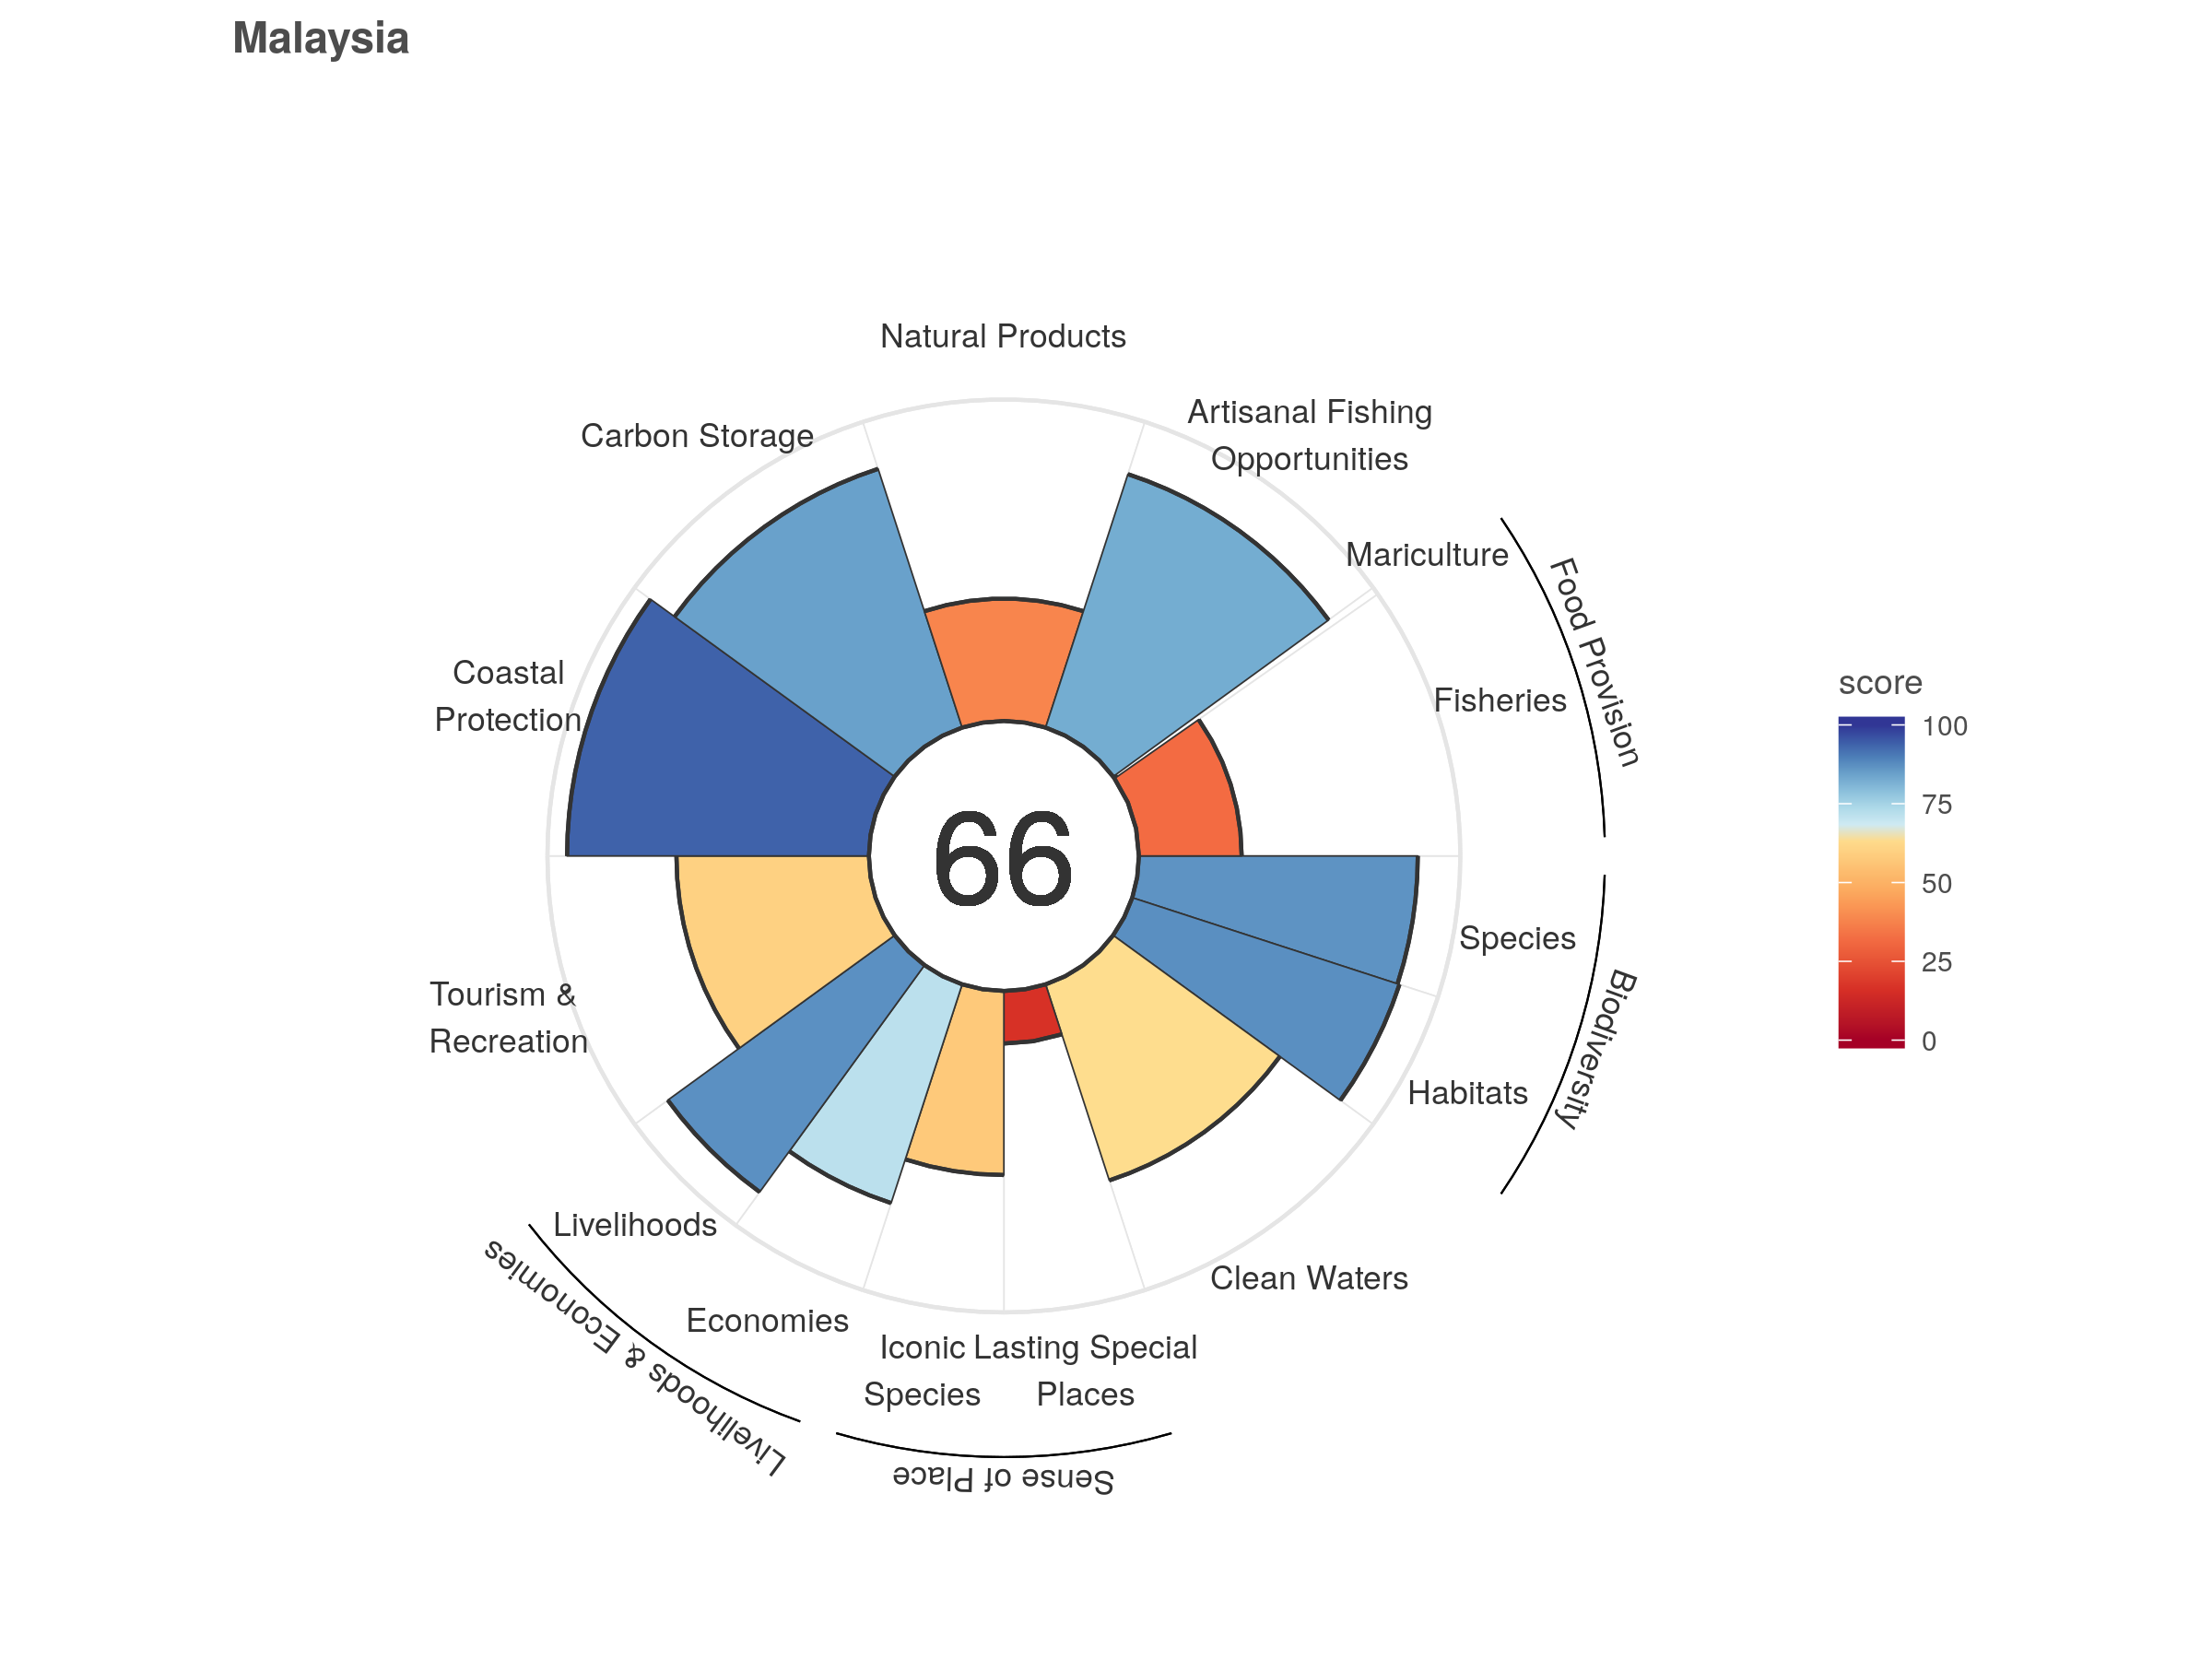 Malaysia
Natural Products
Artisanal Fishing
Opportunities
Carbon Storage
Mariculture
Food Provision
Fisheries
Coastal
Protection
score
100
75
50
25
0
66
Species
Biodiversity
Habitats
Tourism &
Recreation
Livelihoods
Livelihoods & Economies
Clean Waters
Economies
Iconic
Species
Lasting Special
Places
Sense of Place